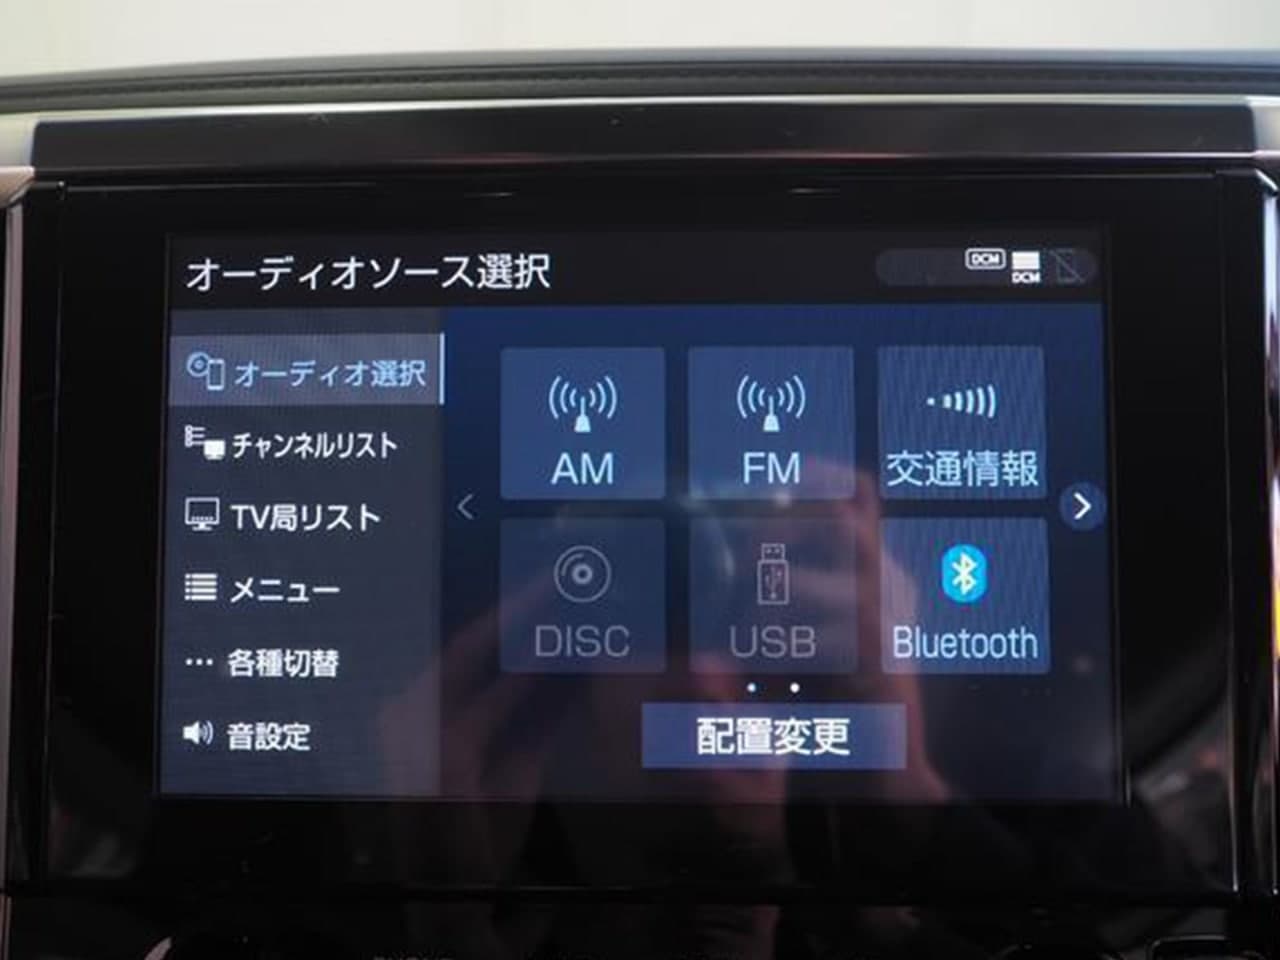 オーディオソース選択
DCM
DCM
オーディオ選択
チャンネルリスト
TV局リスト
メニュー
各種切替
音設定
AM
FM
交通情報
DISC
USB
Bluetooth
配置変更